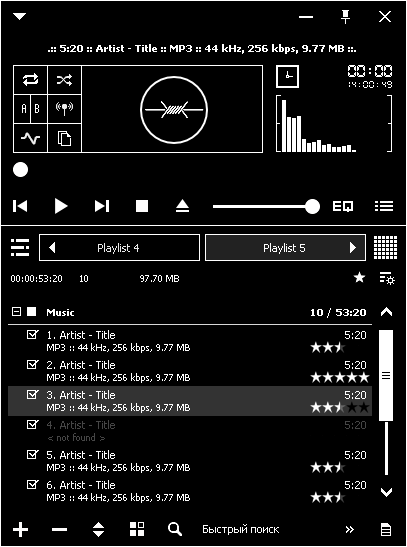 .:: 5:20 :: Artist - Title :: MP3 :: 44 kHz, 256 kbps, 9.77 MB ::.
A B
00:00
14:00:49
EQ
Playlist 4
Playlist 5
00:00:53:20 10 97.70 MB
Music 10 / 53:20
1. Artist - Title 5:20
MP3 :: 44 kHz, 256 kbps, 9.77 MB
2. Artist - Title 5:20
MP3 :: 44 kHz, 256 kbps, 9.77 MB
3. Artist - Title 5:20
MP3 :: 44 kHz, 256 kbps, 9.77 MB
4. Artist - Title 5:20
< not found >
5. Artist - Title 5:20
MP3 :: 44 kHz, 256 kbps, 9.77 MB
6. Artist - Title 5:20
MP3 :: 44 kHz, 256 kbps, 9.77 MB
Быстрый поиск »